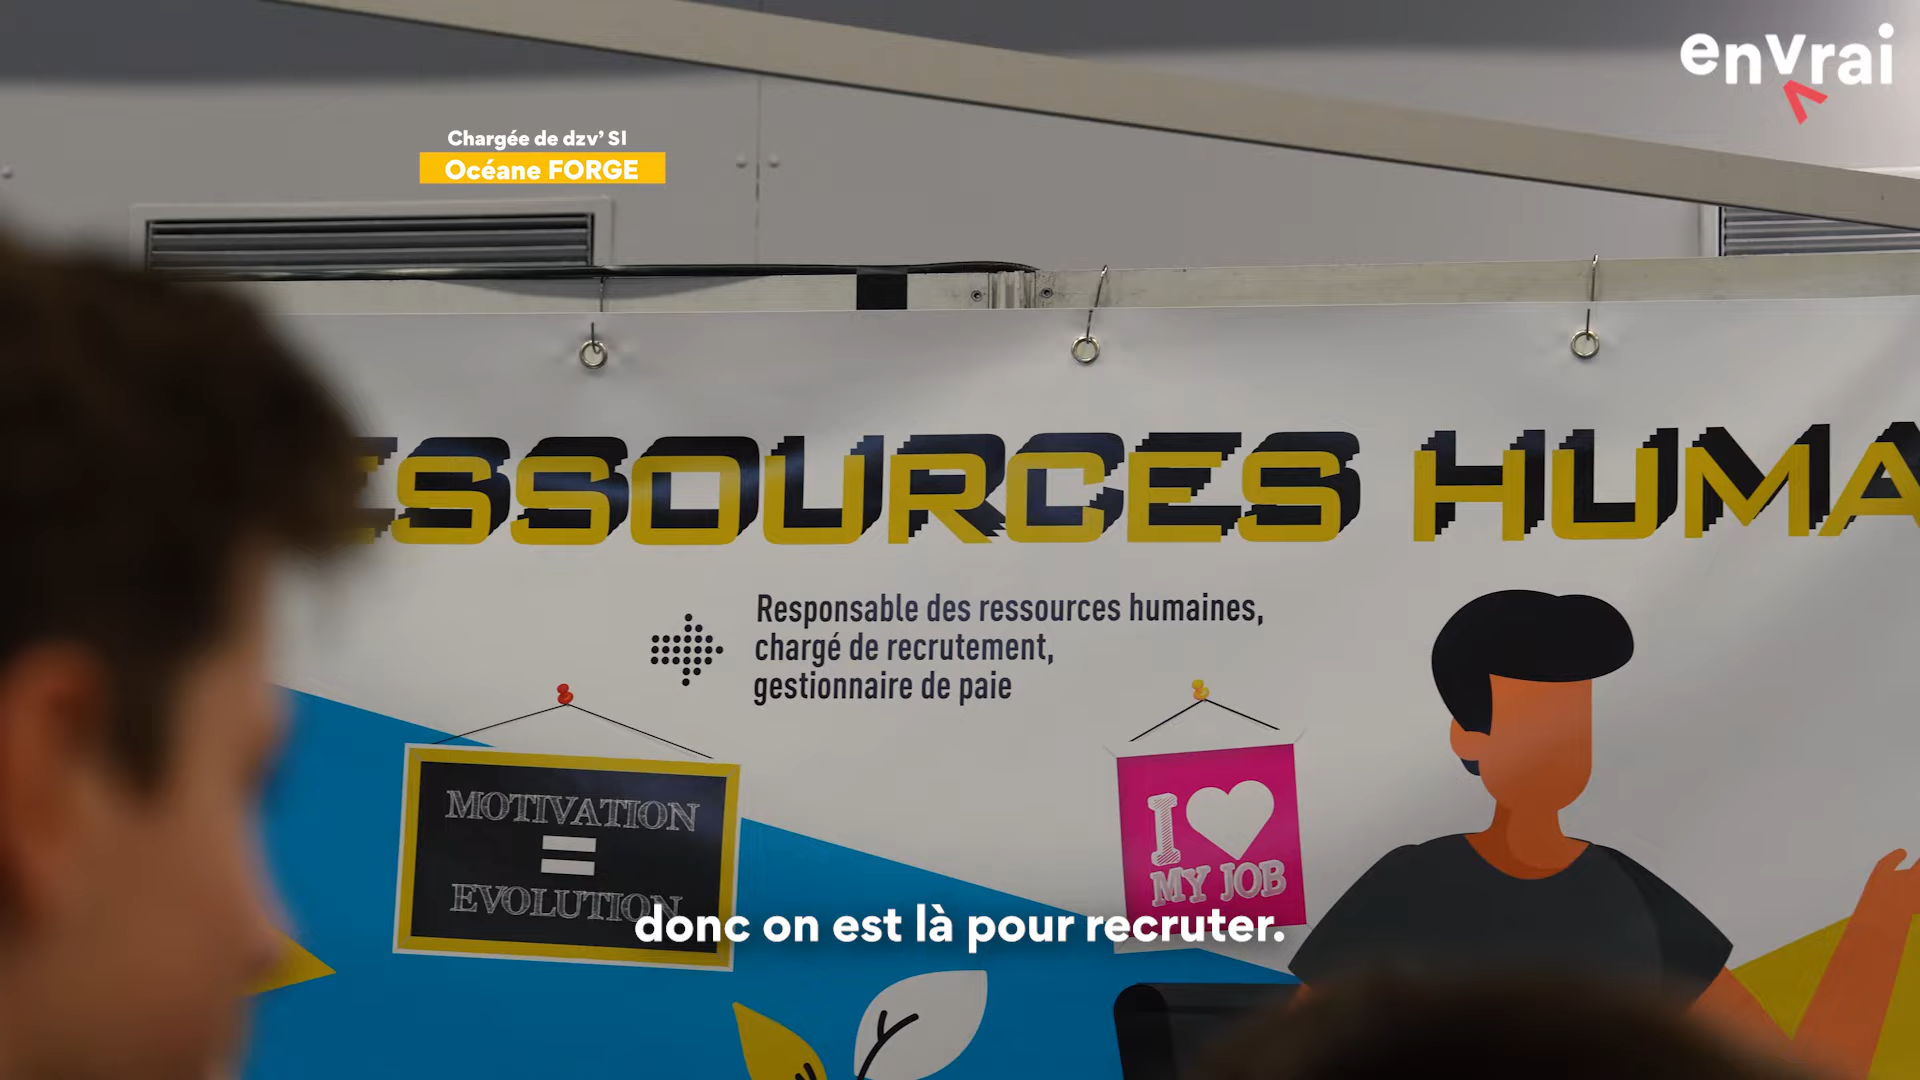 enVrai
Chargée de dzv' SI
Océane FORGE
ESSOURCES HUMA
Responsable des ressources humaines,
chargé de recrutement,
gestionnaire de paie
MOTIVATION
=
EVOLUTION
I
MY JOB
donc on est là pour recruter.